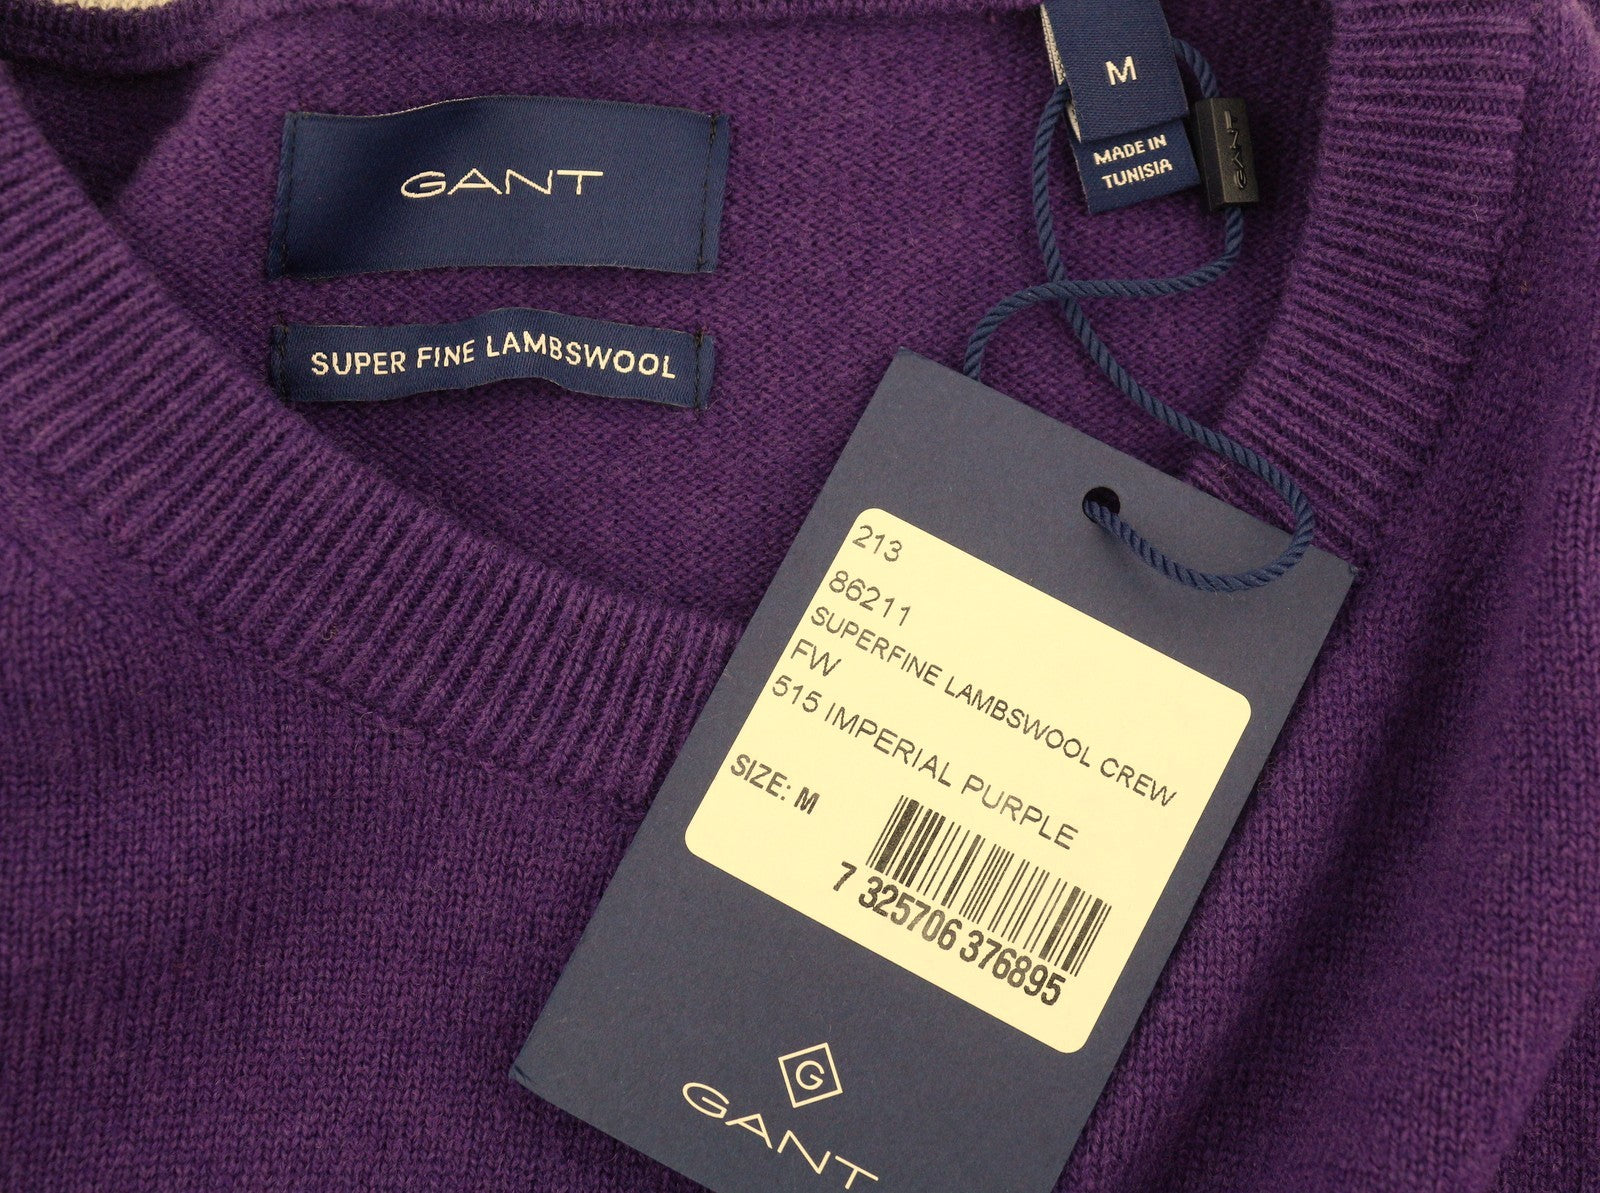 GANT
SUPER FINE LAMBSWOOL
M
MADE IN
TUNISIA
GANT
213
86211
SUPERFINE LAMBSWOOL CREW
FW
515 IMPERIAL PURPLE
SIZE: M
7 325706 376895
G
GANT